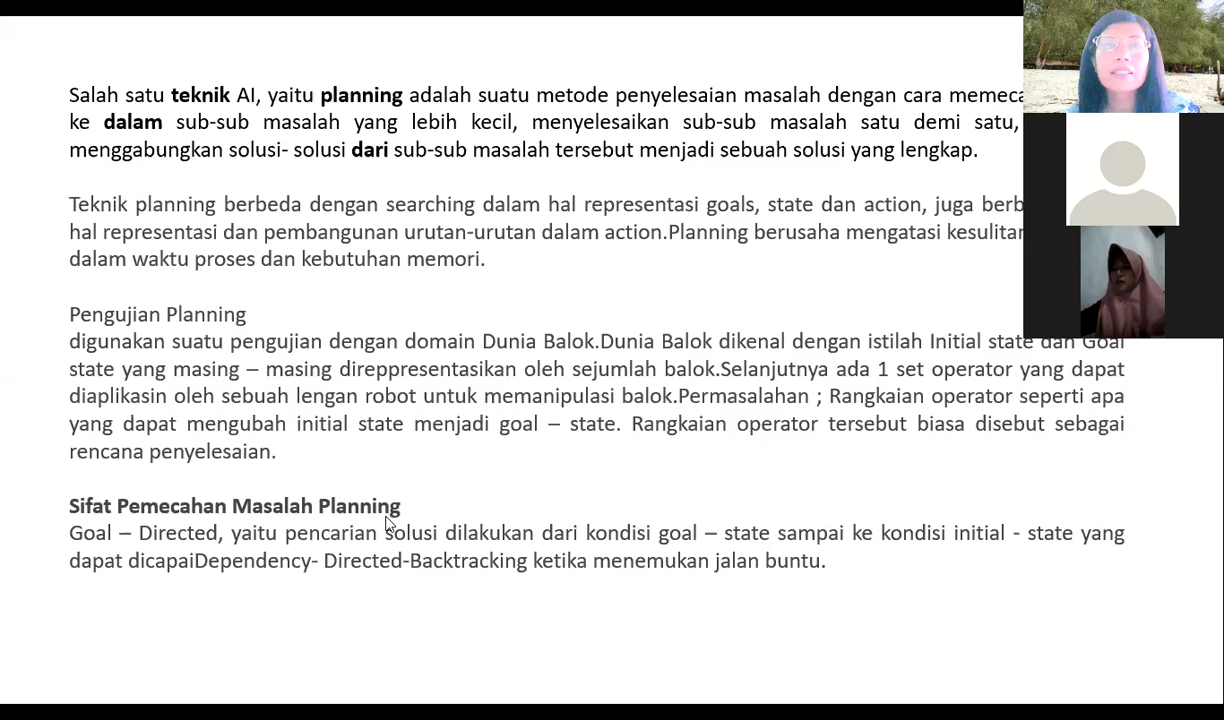 Salah satu teknik AI, yaitu planning adalah suatu metode penyelesaian masalah dengan cara
ke dalam sub-sub masalah yang lebih kecil, menyelesaikan sub-sub masalah satu demi satu,
menggabungkan solusi- solusi dari sub-sub masalah tersebut menjadi sebuah solusi yang lengkap.
Teknik planning berbeda dengan searching dalam hal representasi goals, state dan action, juga
hal representasi dan pembangunan urutan-urutan dalam action.Planning berusaha mengatasi
dalam waktu proses dan kebutuhan memori.
Pengujian Planning
digunakan suatu pengujian dengan domain Dunia Balok.Dunia Balok dikenal dengan istilah Initial state dan Goal
state yang masing – masing direppresentasikan oleh sejumlah balok.Selanjutnya ada 1 set operator yang dapat
diaplikasin oleh sebuah lengan robot untuk memanipulasi balok.Permasalahan ; Rangkaian operator seperti apa
yang dapat mengubah initial state menjadi goal – state. Rangkaian operator tersebut biasa disebut sebagai
rencana penyelesaian.
Sifat Pemecahan Masalah Planning
Goal – Directed, yaitu pencarian solusi dilakukan dari kondisi goal – state sampai ke kondisi initial - state yang
dapat dicapaiDependency- Directed-Backtracking ketika menemukan jalan buntu.